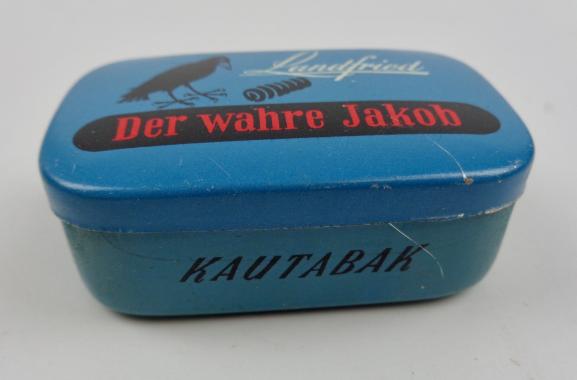 Landfried
Der wahre Jakob
KAUTABAK